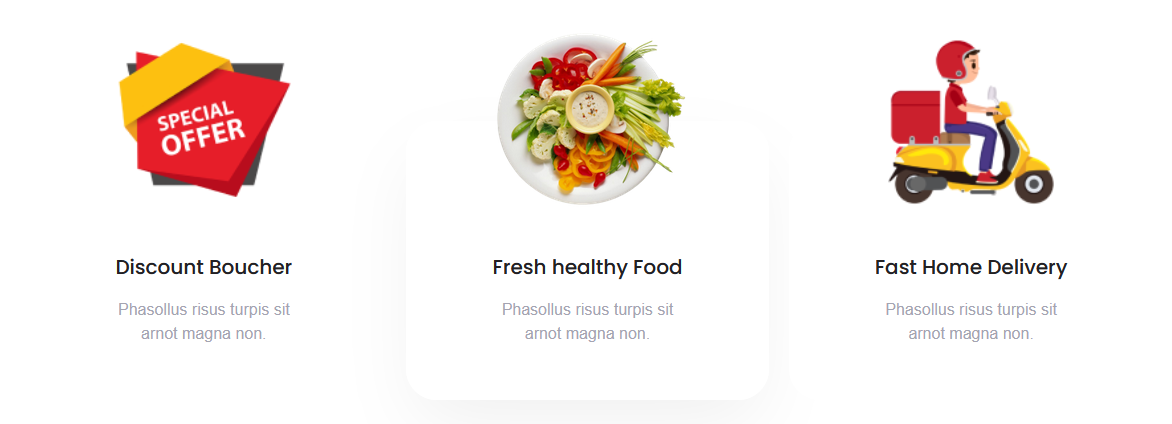 SPECIAL
OFFER
Discount Boucher
Phasollus risus turpis sit
arnot magna non.
Fresh healthy Food
Phasollus risus turpis sit
arnot magna non.
Fast Home Delivery
Phasollus risus turpis sit
arnot magna non.